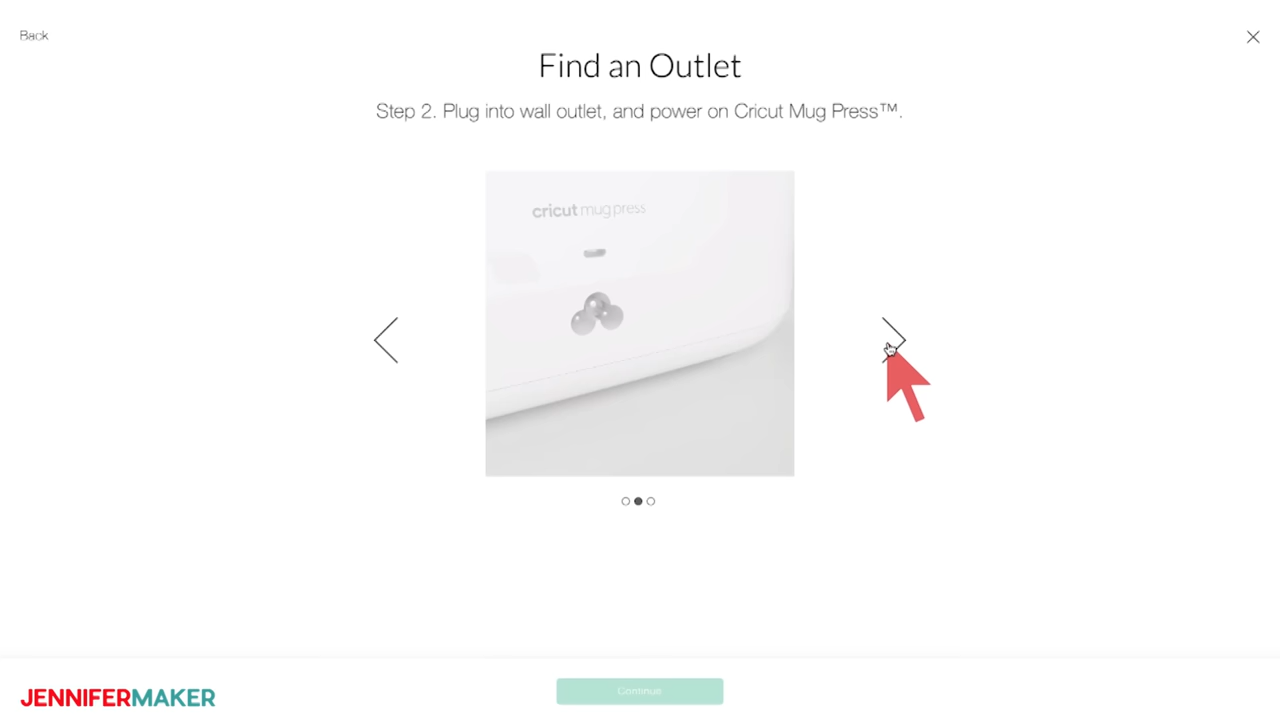 Back
Find an Outlet
Step 2. Plug into wall outlet, and power on Cricut Mug Press™.
cricut mug press
Continue
JENNIFERMAKER